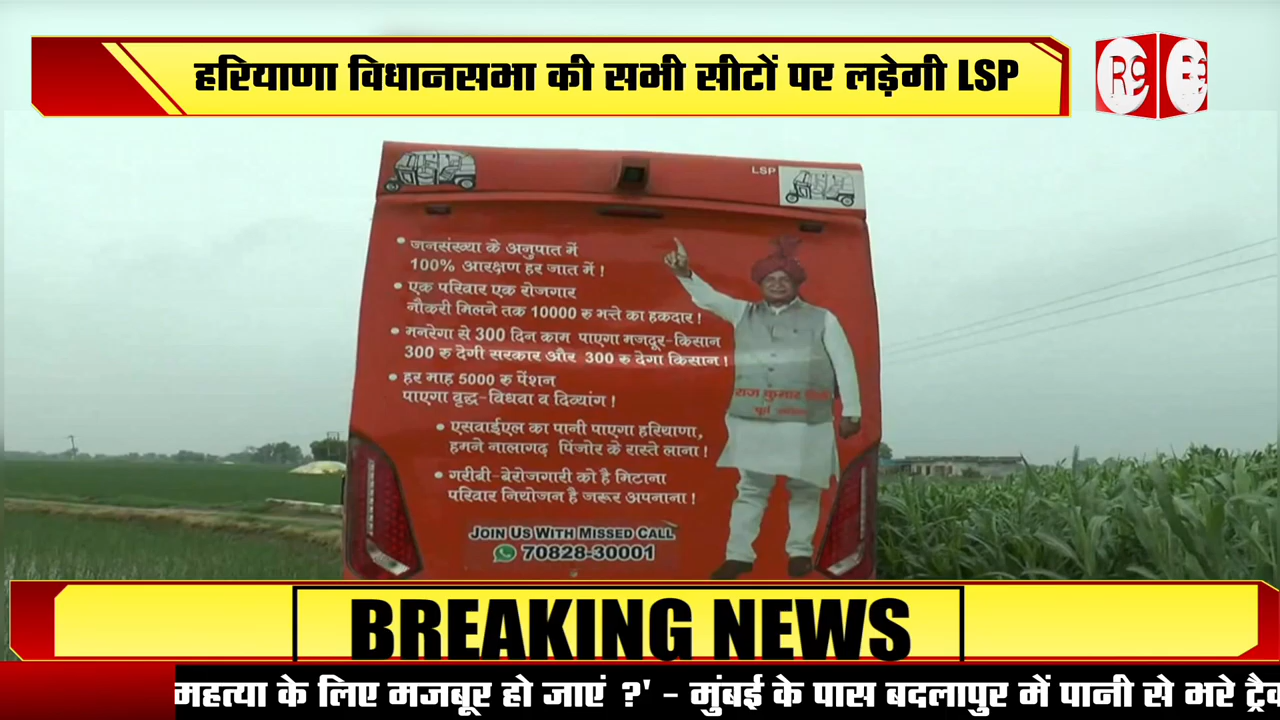 हरियाणा विधानसभा की सभी सीटों पर लड़ेगी LSP
LSP
• जनसंख्या के अनुपात में
100% आरक्षण हर जात में !
• एक परिवार एक रोजगार
नौकरी मिलने तक 10000 रु भत्ते का हकदार !
• मनरेगा से 300 दिन काम पाएगा मजदूर-किसान
300 रु देगी सरकार और 300 रु देगा किसान !
• हर माह 5000 रु पेंशन
पाएगा वृद्ध-विधवा व दिव्यांग !
• एसवाईएल का पानी पाएगा हरियाणा,
हमने नालागढ़ पिंजोर के रास्ते लाना !
• गरीबी-बेरोजगारी को है मिटाना
परिवार नियोजन है जरूर अपनाना !
राज कुमार
JOIN US WITH MISSED CALL
70828-30001
BREAKING NEWS
महत्या के लिए मजबूर हो जाएं ?' - मुंबई के पास बदलापुर में पानी से भरे ट्रैक